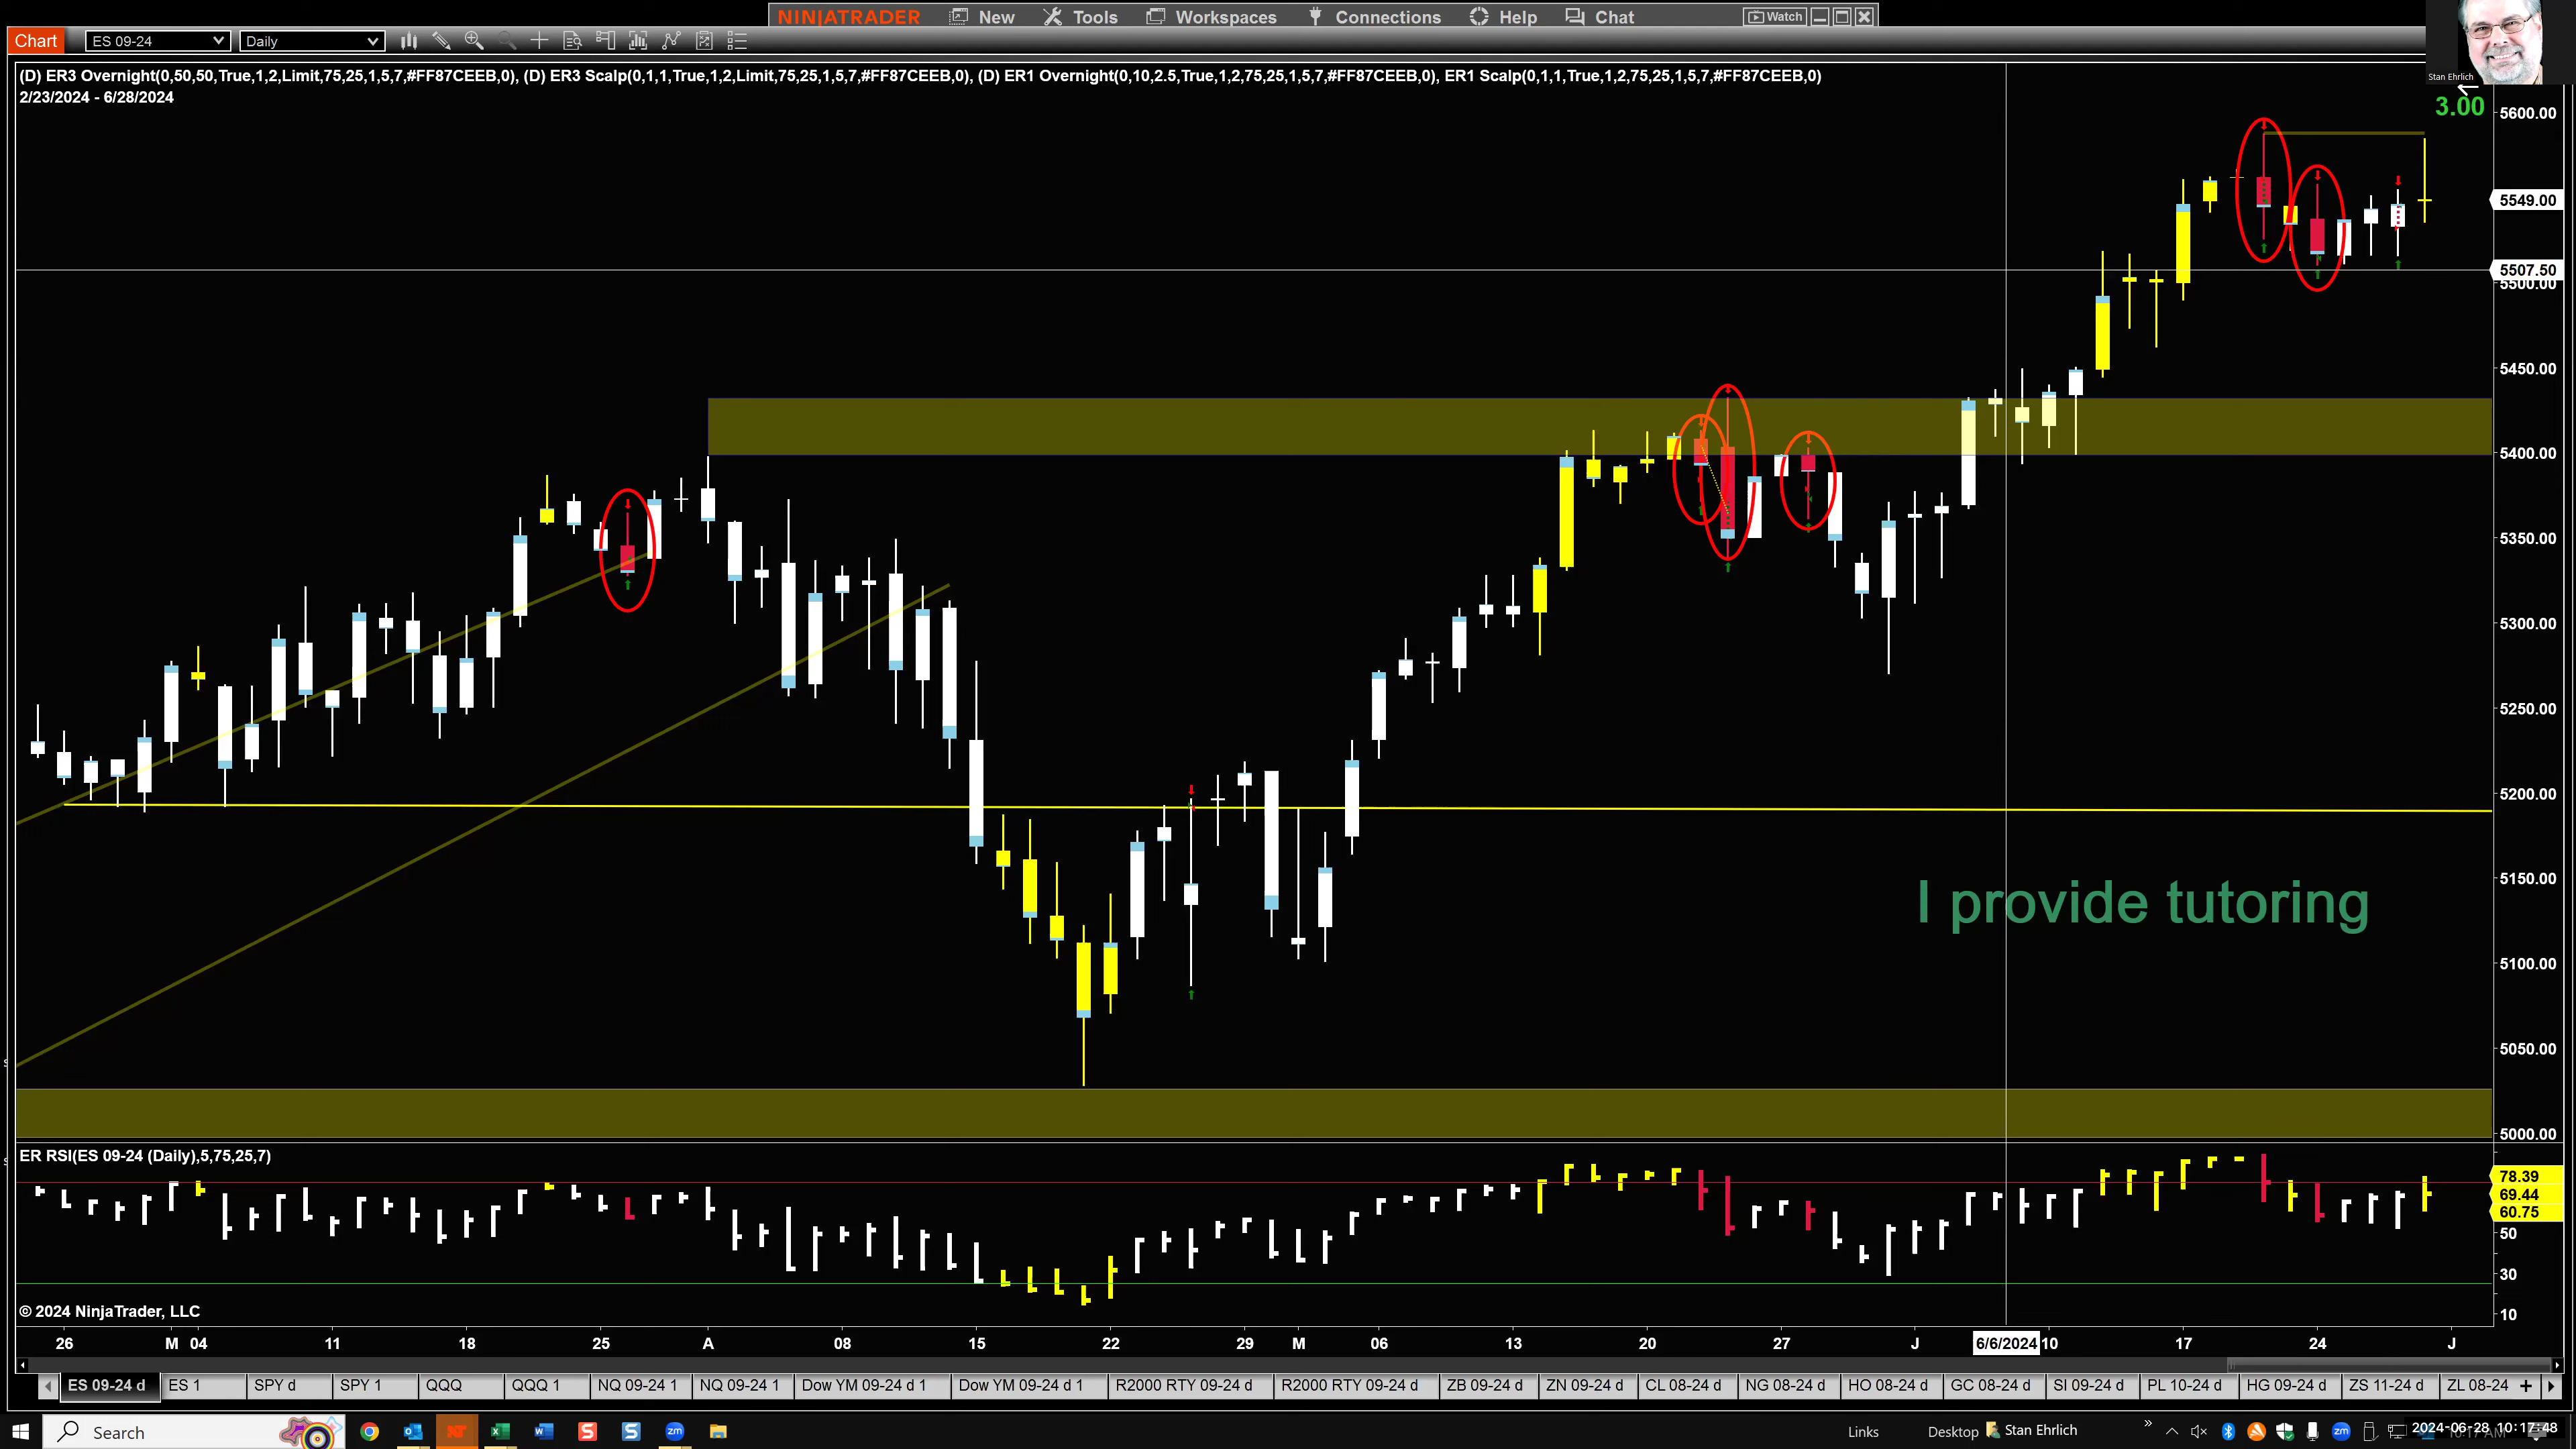 NINJATRADER New Tools Workspaces Connections Help Chat Watch
Chart ES 09-24 Daily
Stan Ehrlich
(D) ER3 Overnight(0,50,50,True,1,2,Limit,75,25,1,5,7,#FF87CEEB,0), (D) ER3 Scalp(0,1,1,True,1,2,Limit,75,25,1,5,7,#FF87CEEB,0), (D) ER1 Overnight(0,10,2.5,True,1,2,75,25,1,5,7,#FF87CEEB,0), ER1 Scalp(0,1,1,True,1,2,75,25,1,5,7,#FF87CEEB,0)
2/23/2024 - 6/28/2024
3.00
5600.00
5549.00
5507.50
5500.00
5450.00
5400.00
5350.00
5300.00
5250.00
5200.00
5150.00
I provide tutoring
5100.00
5050.00
5000.00
ER RSI(ES 09-24 (Daily),5,75,25,7)
78.39
69.44
60.75
50
30
10
© 2024 NinjaTrader, LLC
26 M 04 11 18 25 A 08 15 22 29 M 06 13 20 27 J 6/6/2024 10 17 24 J
ES 09-24 d ES 1 SPY d SPY 1 QQQ QQQ 1 NQ 09-24 1 NQ 09-24 1 Dow YM 09-24 d 1 Dow YM 09-24 d 1 R2000 RTY 09-24 d R2000 RTY 09-24 d ZB 09-24 d ZN 09-24 d CL 08-24 d NG 08-24 d HO 08-24 d GC 08-24 d SI 09-24 d PL 10-24 d HG 09-24 d ZS 11-24 d ZL 08-24
Search Links Desktop Stan Ehrlich 2024-06-28 10:17:48